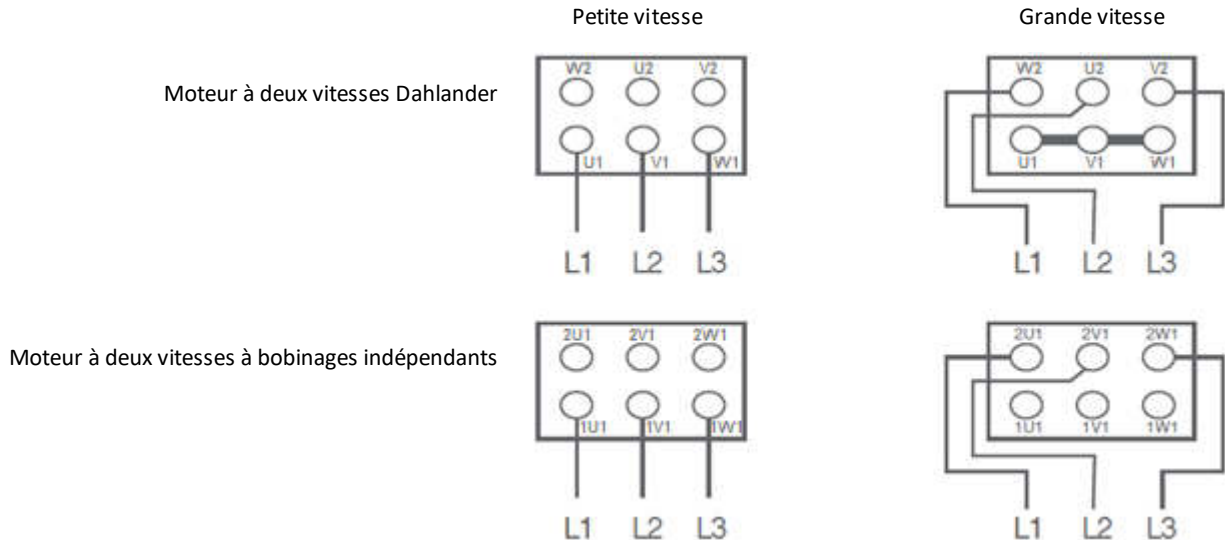 Petite vitesse Grande vitesse
Moteur à deux vitesses Dahlander
W2 U2 V2
U1 V1 W1
L1 L2 L3
W2 U2 V2
U1 V1 W1
L1 L2 L3
Moteur à deux vitesses à bobinages indépendants
2U1 2V1 2W1
1U1 1V1 1W1
L1 L2 L3
2U1 2V1 2W1
1U1 1V1 1W1
L1 L2 L3